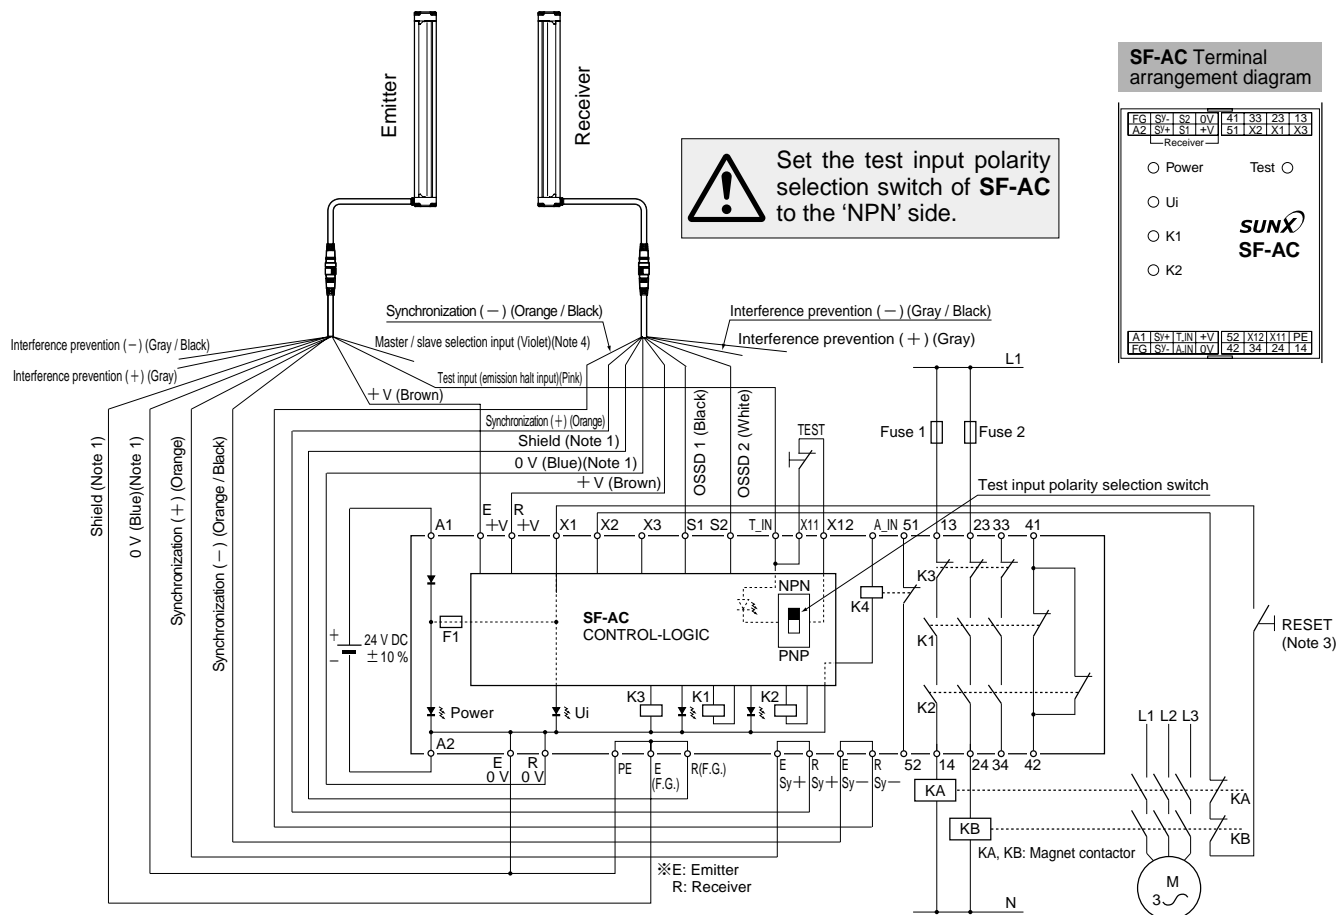 SF-AC Terminal
arrangement diagram
Emitter
Receiver
Set the test input polarity
selection switch of SF-AC
to the ‘NPN’ side.
FG Sy- S2 0V 41 33 23 13
A2 Sy+ S1 +V 51 X2 X1 X3
Receiver
Power
Test
Ui
K1
K2
SUNX
SF-AC
A1 Sy+ T_IN +V 52 X12 X11 PE
FG Sy- A_IN 0V 42 34 24 14
Synchronization (−) (Orange / Black)
Interference prevention (−) (Gray / Black)
Interference prevention (−) (Gray / Black)
Master / slave selection input (Violet)(Note 4)
Interference prevention (+) (Gray)
Interference prevention (+) (Gray)
Test input (emission halt input)(Pink)
+V (Brown)
Synchronization (+) (Orange)
Shield (Note 1)
0 V (Blue)(Note 1)
+V (Brown)
OSSD 1 (Black)
OSSD 2 (White)
Shield (Note 1)
0 V (Blue)(Note 1)
Synchronization (+) (Orange)
Synchronization (−) (Orange / Black)
L1
Fuse 1
Fuse 2
TEST
Test input polarity selection switch
A1
E
+V
R
+V
X1
X2
X3
S1
S2
T_IN
X11
X12
A_IN
51
13
23
33
41
SF-AC
CONTROL-LOGIC
NPN
PNP
F1
+
−
24 V DC
±10 %
K4
K3
K1
K2
RESET
(Note 3)
Power
Ui
K3
K1
K2
A2
E
0 V
R
0 V
PE
E
(F.G.)
R(F.G.)
E
Sy+
R
Sy+
E
Sy−
R
Sy−
52
14
24
34
42
L1 L2 L3
KA
KA
KB
KB
KA, KB: Magnet contactor
M
3
※E: Emitter
R: Receiver
N